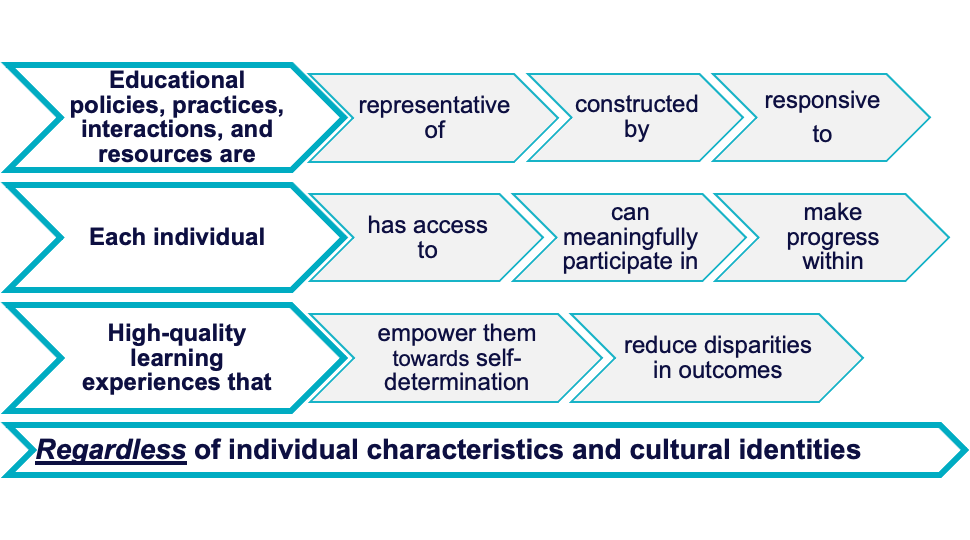 Educational
policies, practices,
interactions, and
resources are
representative
of
constructed
by
responsive
to
Each individual
has access
to
can
meaningfully
participate in
make
progress
within
High-quality
learning
experiences that
empower them
towards self-
determination
reduce disparities
in outcomes
Regardless of individual characteristics and cultural identities